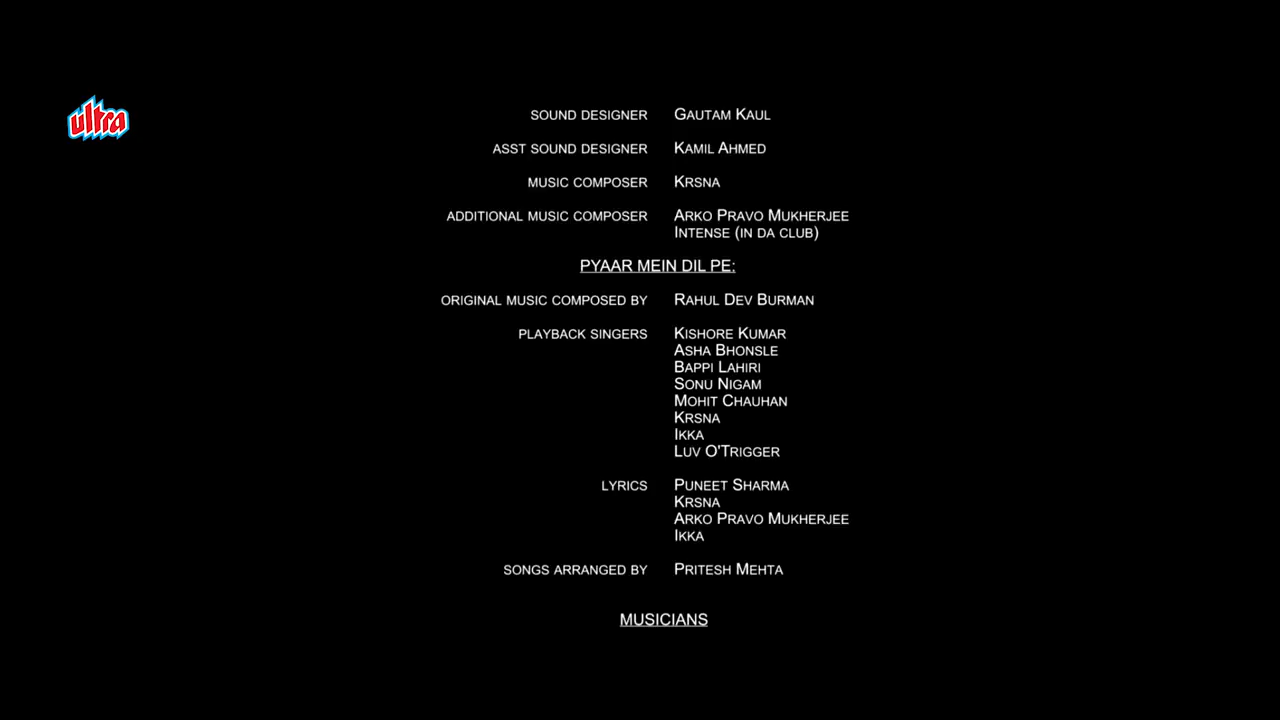 ultra
SOUND DESIGNER GAUTAM KAUL
ASST SOUND DESIGNER KAMIL AHMED
MUSIC COMPOSER KRSNA
ADDITIONAL MUSIC COMPOSER ARKO PRAVO MUKHERJEE
INTENSE (IN DA CLUB)
PYAAR MEIN DIL PE:
ORIGINAL MUSIC COMPOSED BY RAHUL DEV BURMAN
PLAYBACK SINGERS KISHORE KUMAR
ASHA BHONSLE
BAPPI LAHIRI
SONU NIGAM
MOHIT CHAUHAN
KRSNA
IKKA
LUV O'TRIGGER
LYRICS PUNEET SHARMA
KRSNA
ARKO PRAVO MUKHERJEE
IKKA
SONGS ARRANGED BY PRITESH MEHTA
MUSICIANS